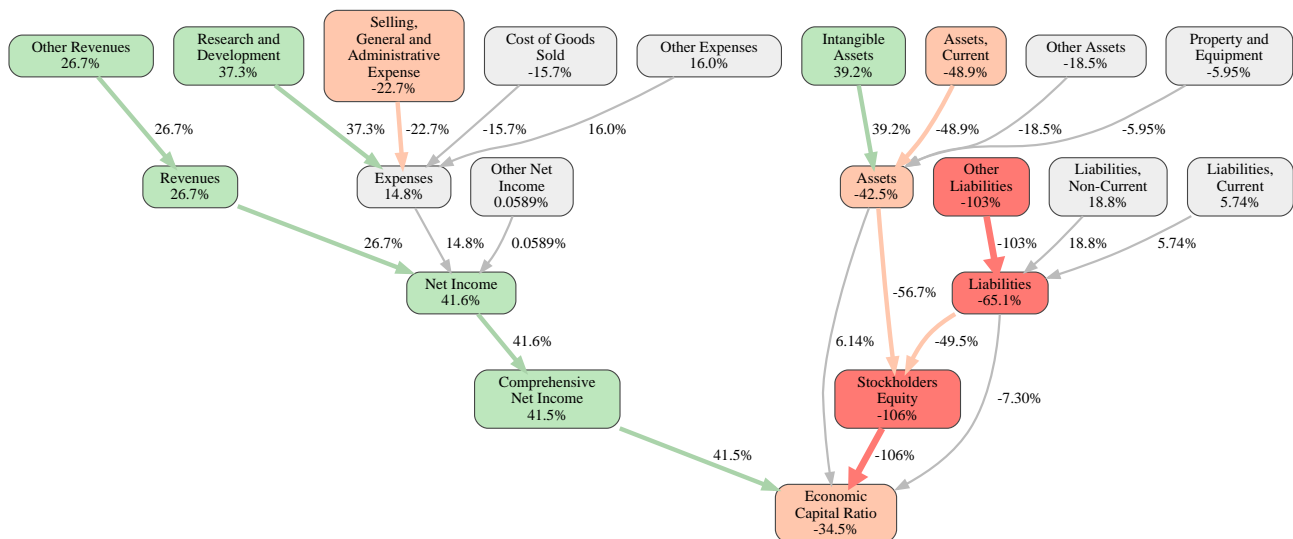 Other Revenues
26.7%
Research and
Development
37.3%
Selling,
General and
Administrative
Expense
-22.7%
Cost of Goods
Sold
-15.7%
Other Expenses
16.0%
Intangible
Assets
39.2%
Assets,
Current
-48.9%
Other Assets
-18.5%
Property and
Equipment
-5.95%
26.7%
37.3%
-22.7%
-15.7%
16.0%
39.2%
-48.9%
-18.5%
-5.95%
Revenues
26.7%
Expenses
14.8%
Other Net
Income
0.0589%
Assets
-42.5%
Other
Liabilities
-103%
Liabilities,
Non-Current
18.8%
Liabilities,
Current
5.74%
26.7%
14.8%
0.0589%
-103%
18.8%
5.74%
Net Income
41.6%
-56.7%
Liabilities
-65.1%
41.6%
6.14%
-49.5%
Comprehensive
Net Income
41.5%
Stockholders
Equity
-106%
-7.30%
41.5%
-106%
Economic
Capital Ratio
-34.5%